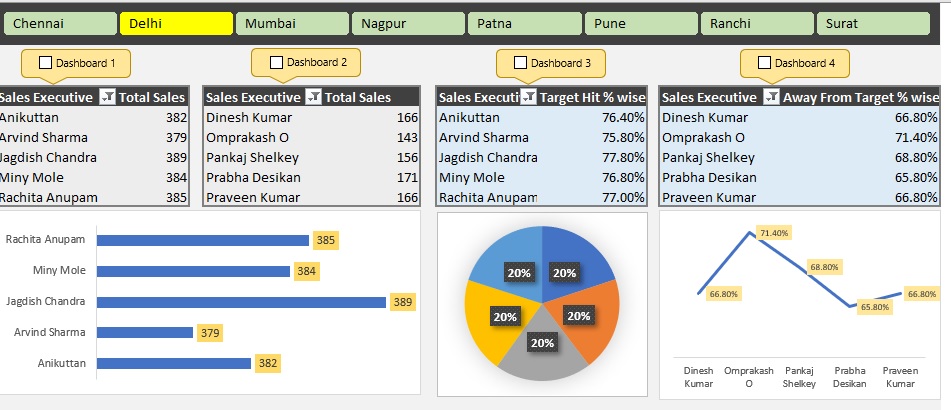 Chennai Delhi Mumbai Nagpur Patna Pune Ranchi Surat
Dashboard 1 Dashboard 2 Dashboard 3 Dashboard 4
Sales Executive Total Sales
Anikuttan 382
Arvind Sharma 379
Jagdish Chandra 389
Miny Mole 384
Rachita Anupam 385
Sales Executive Total Sales
Dinesh Kumar 166
Omprakash O 143
Pankaj Shelkey 156
Prabha Desikan 171
Praveen Kumar 166
Sales Executi Target Hit % wise
Anikuttan 76.40%
Arvind Sharma 75.80%
Jagdish Chandra 77.80%
Miny Mole 76.80%
Rachita Anupam 77.00%
Sales Executive Away From Target % wise
Dinesh Kumar 66.80%
Omprakash O 71.40%
Pankaj Shelkey 68.80%
Prabha Desikan 65.80%
Praveen Kumar 66.80%
Rachita Anupam 385
Miny Mole 384
Jagdish Chandra 389
Arvind Sharma 379
Anikuttan 382
20% 20%
20% 20%
20%
71.40%
68.80%
66.80% 66.80%
65.80%
Dinesh Omprakash Pankaj Prabha Praveen
Kumar O Shelkey Desikan Kumar